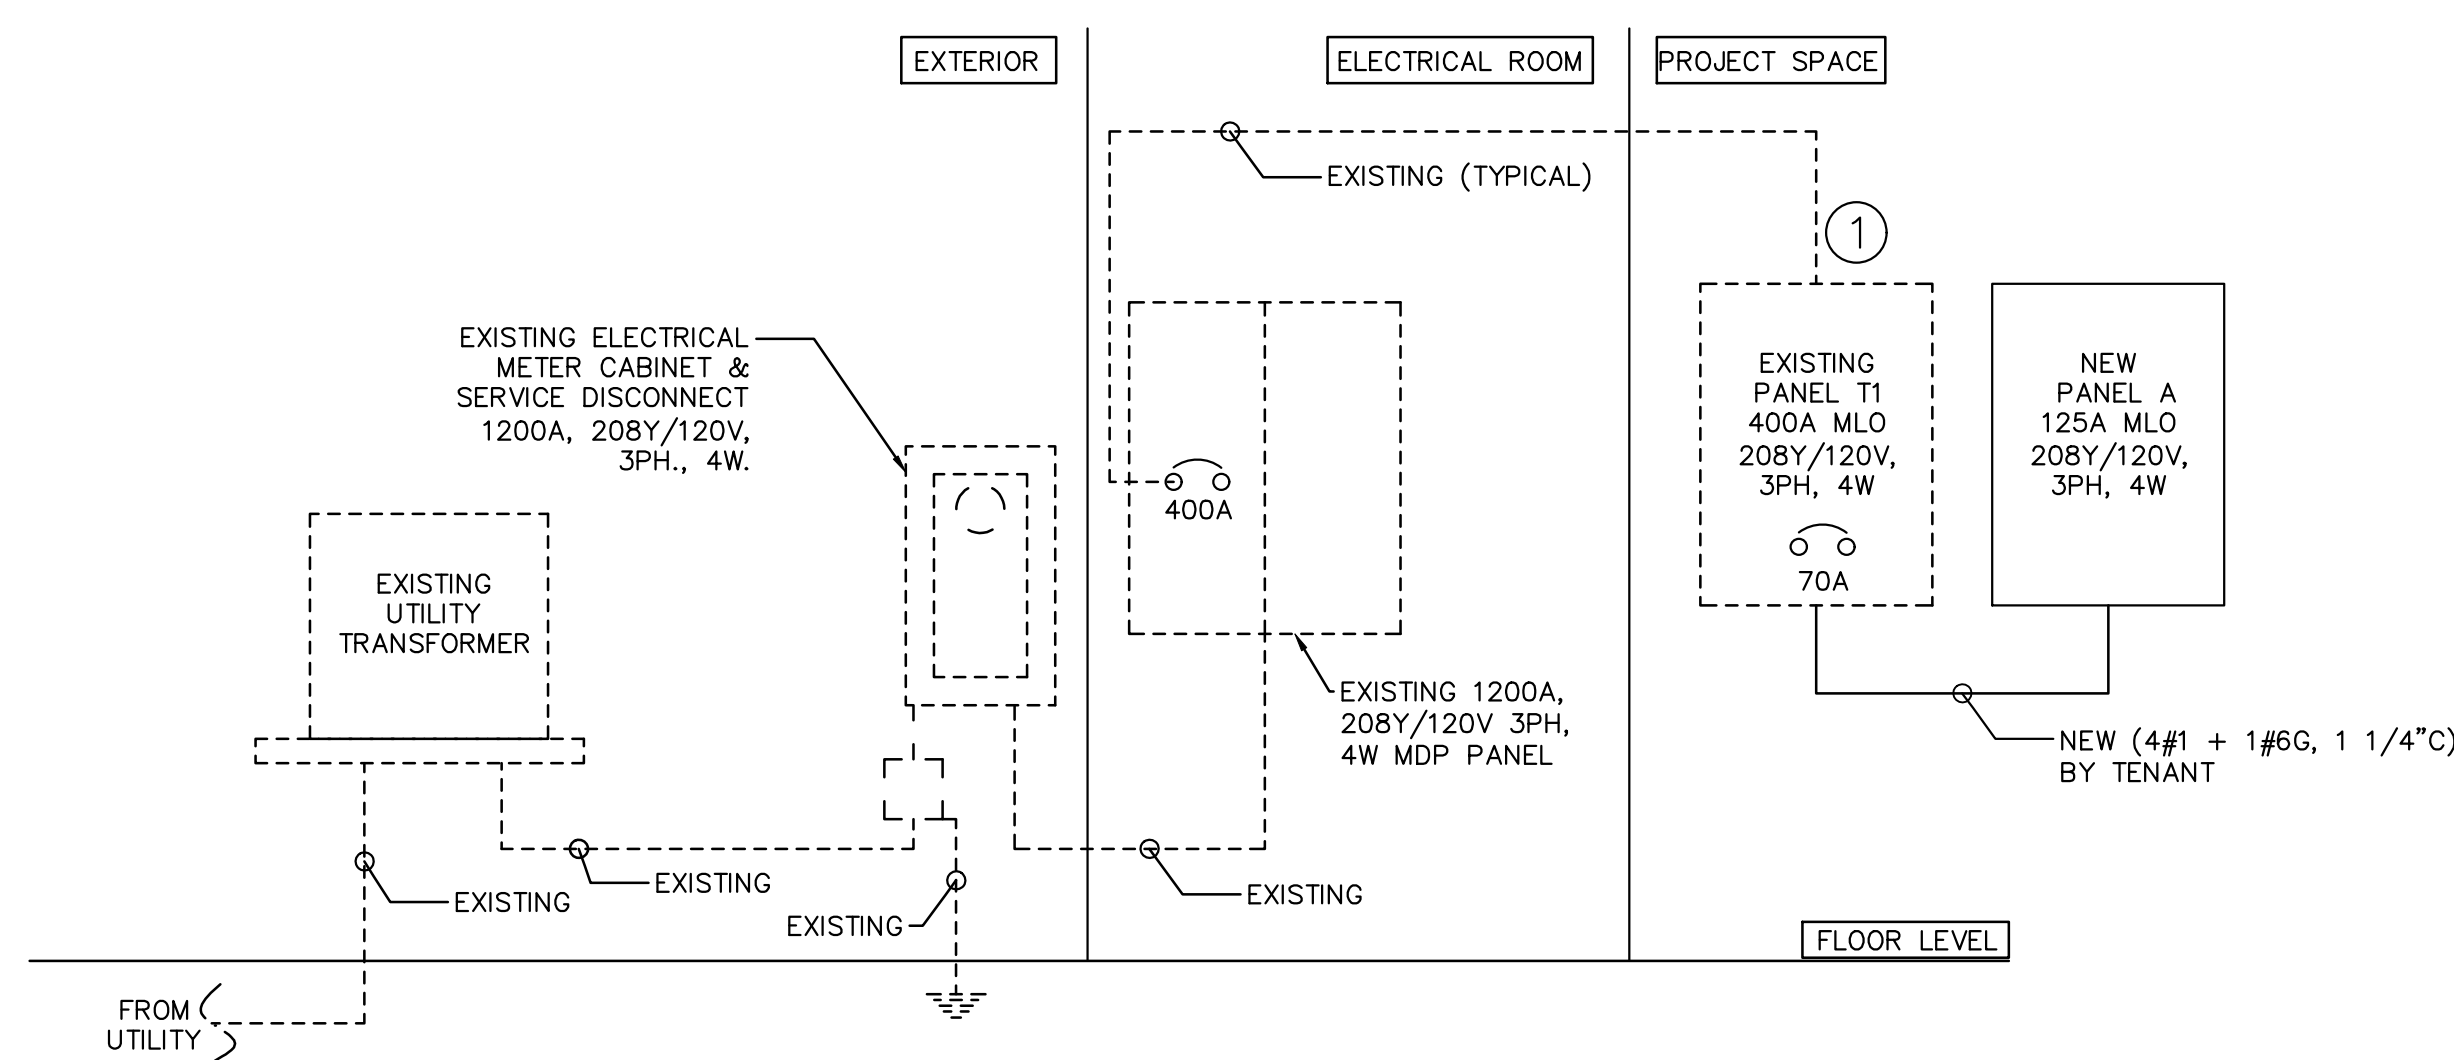 EXTERIOR
ELECTRICAL ROOM
PROJECT SPACE
EXISTING (TYPICAL)
1
EXISTING ELECTRICAL
METER CABINET &
SERVICE DISCONNECT
1200A, 208Y/120V,
3PH., 4W.
400A
EXISTING
PANEL T1
400A MLO
208Y/120V,
3PH, 4W
70A
NEW
PANEL A
125A MLO
208Y/120V,
3PH, 4W
EXISTING
UTILITY
TRANSFORMER
EXISTING 1200A,
208Y/120V 3PH,
4W MDP PANEL
NEW (4#1 + 1#6G, 1 1/4"C)
BY TENANT
EXISTING
EXISTING
EXISTING
EXISTING
FLOOR LEVEL
FROM
UTILITY